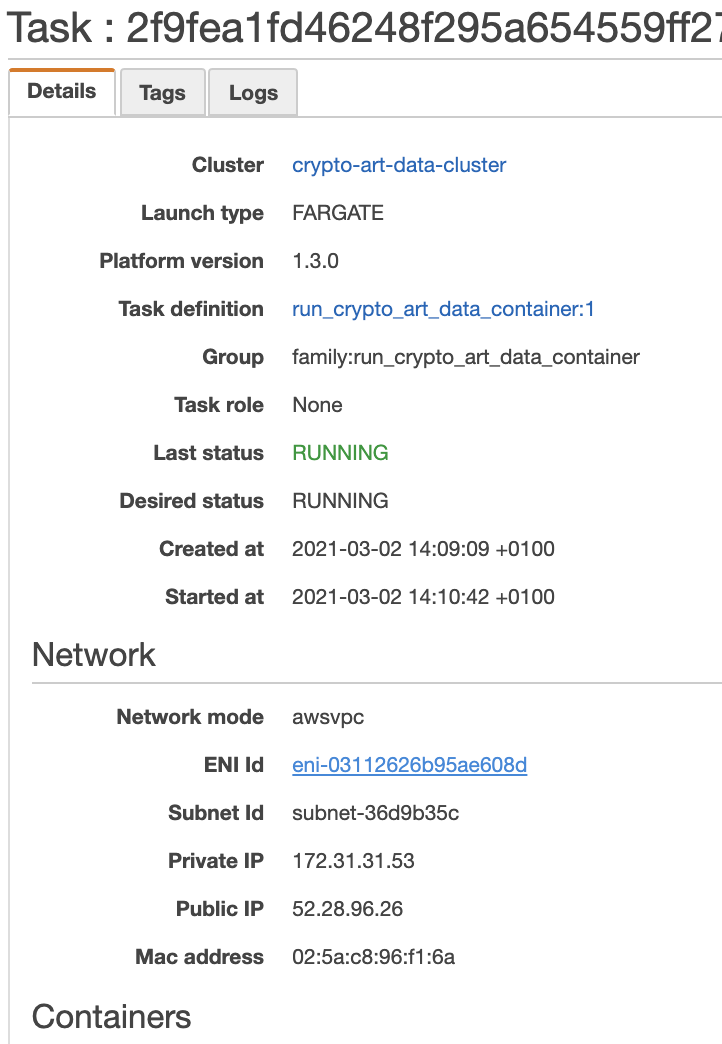 Task : 2f9fea1fd46248f295a654559ff27
Details Tags Logs
Cluster crypto-art-data-cluster
Launch type FARGATE
Platform version 1.3.0
Task definition run_crypto_art_data_container:1
Group family:run_crypto_art_data_container
Task role None
Last status RUNNING
Desired status RUNNING
Created at 2021-03-02 14:09:09 +0100
Started at 2021-03-02 14:10:42 +0100
Network
Network mode awsvpc
ENI Id eni-03112626b95ae608d
Subnet Id subnet-36d9b35c
Private IP 172.31.31.53
Public IP 52.28.96.26
Mac address 02:5a:c8:96:f1:6a
Containers